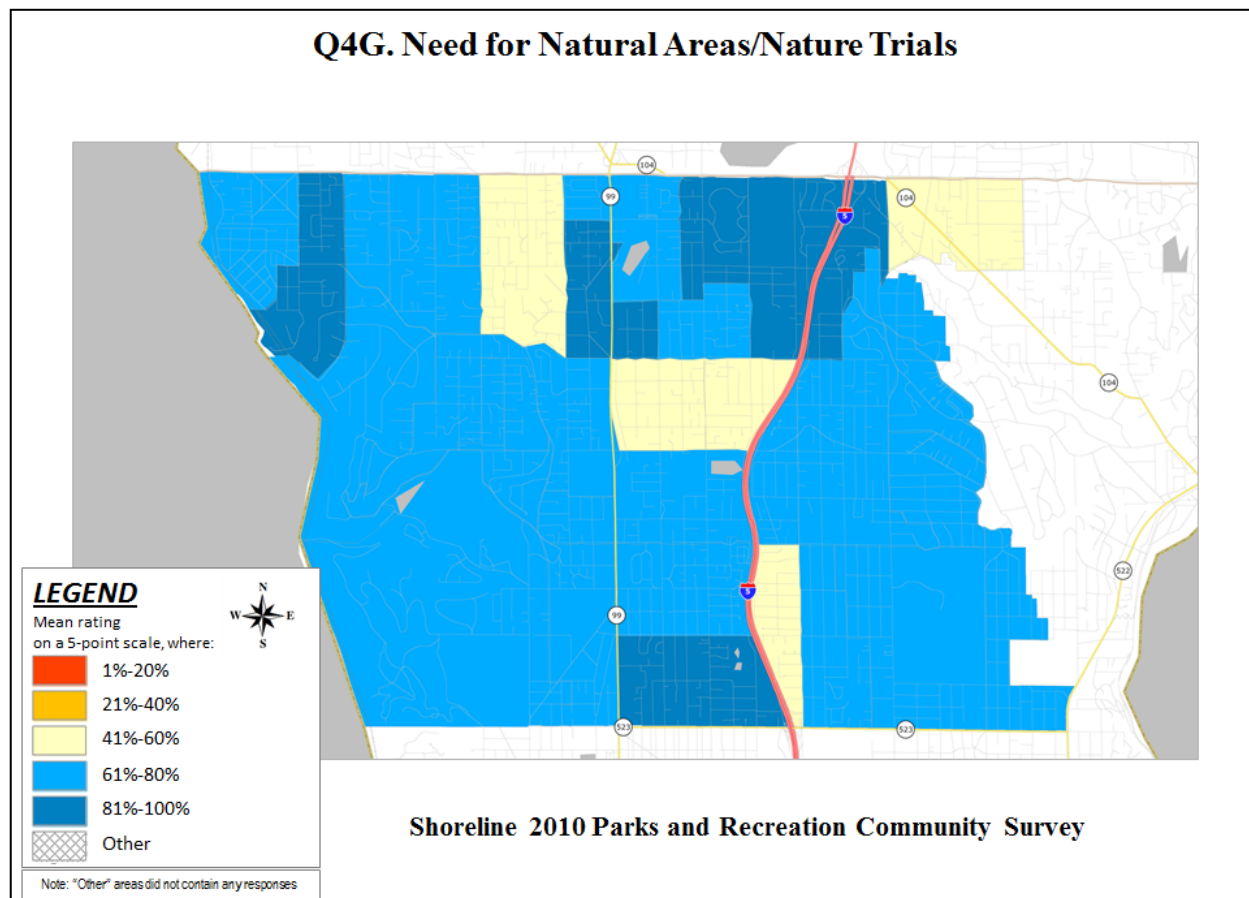 Q4G. Need for Natural Areas/Nature Trials
104
99
5
104
104
522
5
99
523
523
LEGEND
Mean rating
on a 5-point scale, where:
N
W E
S
1%-20%
21%-40%
41%-60%
61%-80%
81%-100%
Other
Note: "Other" areas did not contain any responses
Shoreline 2010 Parks and Recreation Community Survey